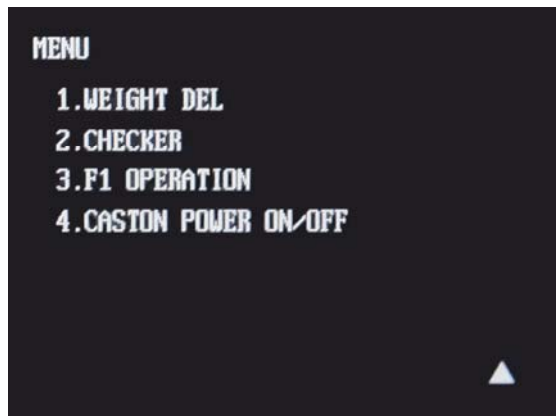 MENU
1.WEIGHT DEL
2.CHECKER
3.F1 OPERATION
4.CASTON POWER ON/OFF